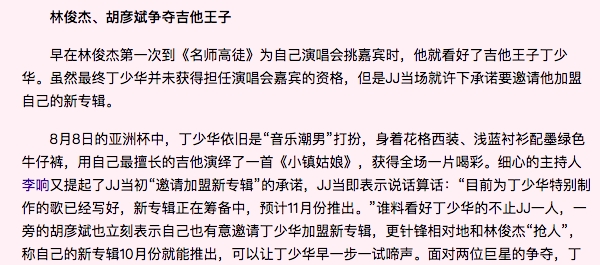 林俊杰、胡彦斌争夺吉他王子
早在林俊杰第一次到《名师高徒》为自己演唱会挑嘉宾时，他就看好了吉他王子丁少
华。虽然最终丁少华并未获得担任演唱会嘉宾的资格，但是JJ当场就许下承诺要邀请他加盟
自己的新专辑。
8月8日的亚洲杯中，丁少华依旧是“音乐潮男”打扮，身着花格西装、浅蓝衬衫配墨绿色
牛仔裤，用自己最擅长的吉他演绎了一首《小镇姑娘》，获得全场一片喝彩。细心的主持人
李响又提起了JJ当初“邀请加盟新专辑”的承诺，JJ当即表示说话算话：“目前为丁少华特别制
作的歌已经写好，新专辑正在筹备中，预计11月份推出。”谁料看好丁少华的不止JJ一人，一
旁的胡彦斌也立刻表示自己也有意邀请丁少华加盟新专辑，更针锋相对地和林俊杰“抢人”，
称自己的新专辑10月份就能推出，可以让丁少华早一步一试啼声。面对两位巨星的争夺，丁